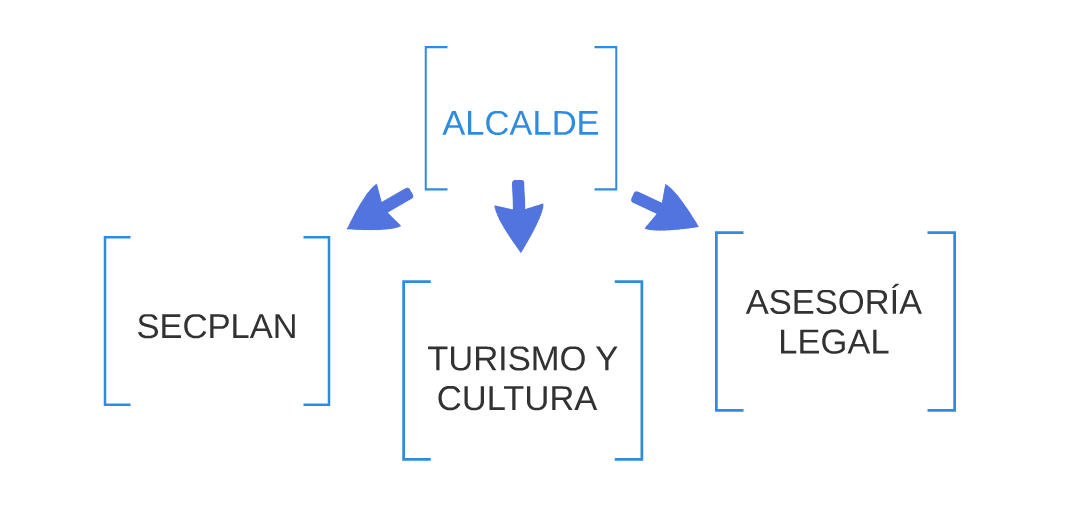 ALCALDE
SECPLAN
TURISMO Y
CULTURA
ASESORÍA
LEGAL